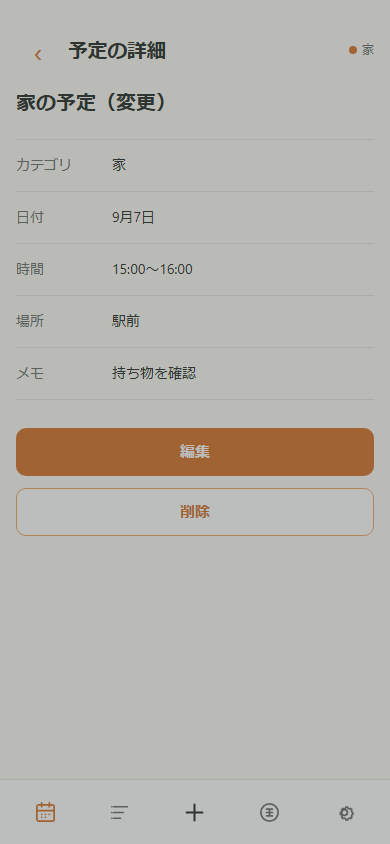 ‹ 予定の詳細 家
家の予定（変更）
カテゴリ 家
日付 9月7日
時間 15:00〜16:00
場所 駅前
メモ 持ち物を確認
編集
削除